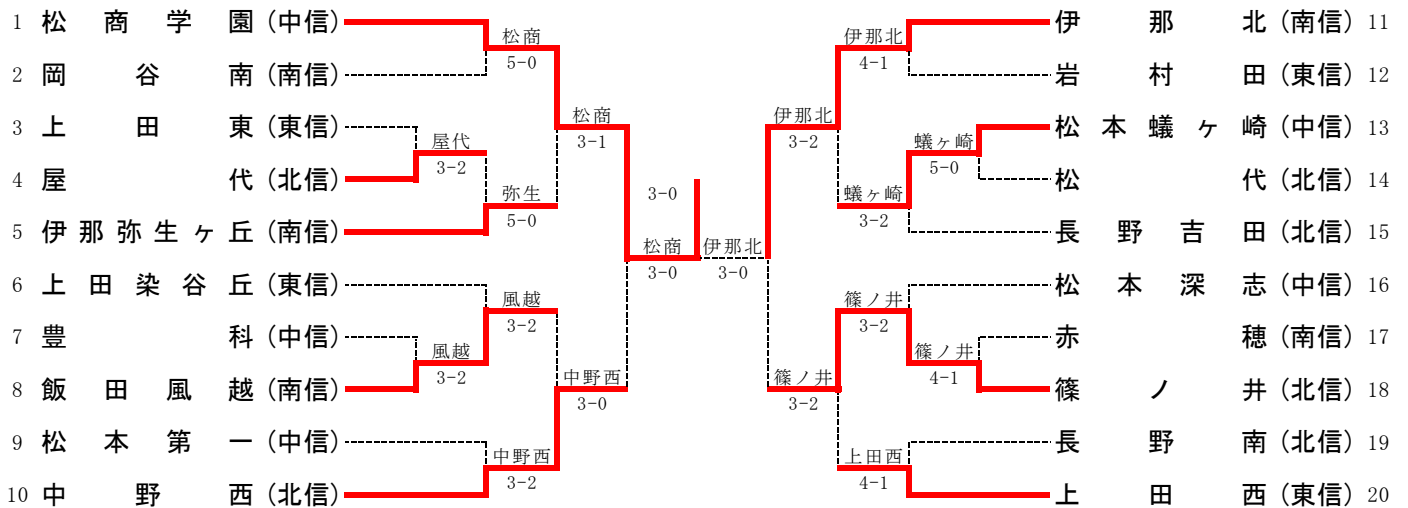 1 松商学園(中信)
2 岡谷南(南信)
3 上田東(東信)
4 屋代(北信)
5 伊那弥生ヶ丘(南信)
6 上田染谷丘(東信)
7 豊科(中信)
8 飯田風越(南信)
9 松本第一(中信)
10 中野西(北信)
屋代
3-2
風越
3-2
松商
5-0
弥生
5-0
風越
3-2
中野西
3-2
松商
3-1
中野西
3-0
松商
3-0
3-0
伊那北
3-0
伊那北
3-2
篠ノ井
3-2
伊那北
4-1
蟻ヶ崎
3-2
篠ノ井
3-2
上田西
4-1
蟻ヶ崎
5-0
篠ノ井
4-1
伊那北(南信) 11
岩村田(東信) 12
松本蟻ヶ崎(中信) 13
松代(北信) 14
長野吉田(北信) 15
松本深志(中信) 16
赤穂(南信) 17
篠ノ井(北信) 18
長野南(北信) 19
上田西(東信) 20